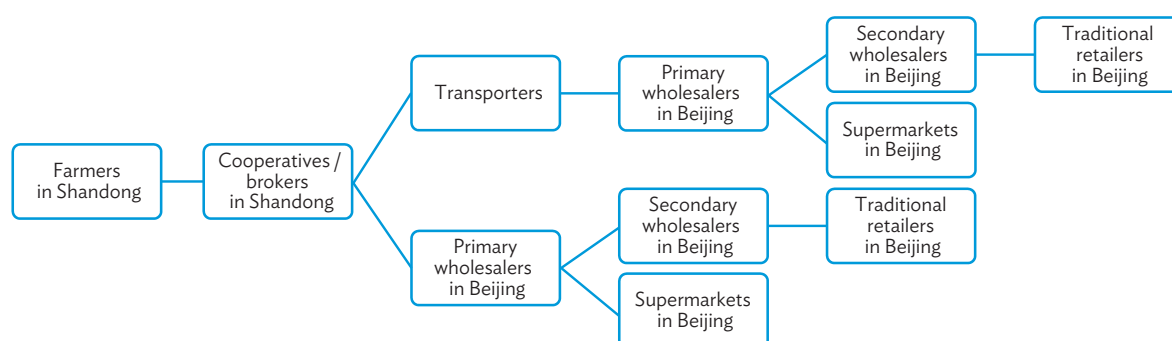 Farmers
in Shandong
Cooperatives /
brokers
in Shandong
Transporters
Primary
wholesalers
in Beijing
Secondary
wholesalers
in Beijing
Traditional
retailers
in Beijing
Supermarkets
in Beijing
Primary
wholesalers
in Beijing
Secondary
wholesalers
in Beijing
Traditional
retailers
in Beijing
Supermarkets
in Beijing